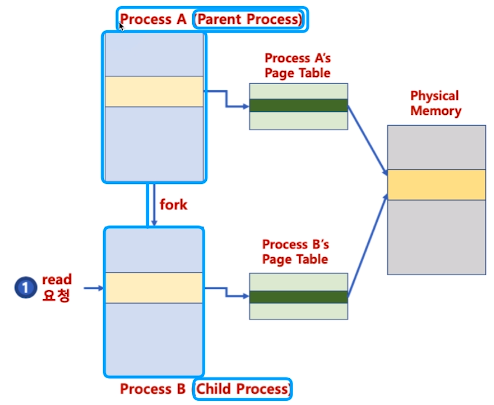 Process A (Parent Process)
Process A's
Page Table
Physical
Memory
fork
Process B's
Page Table
1
read
요청
Process B (Child Process)